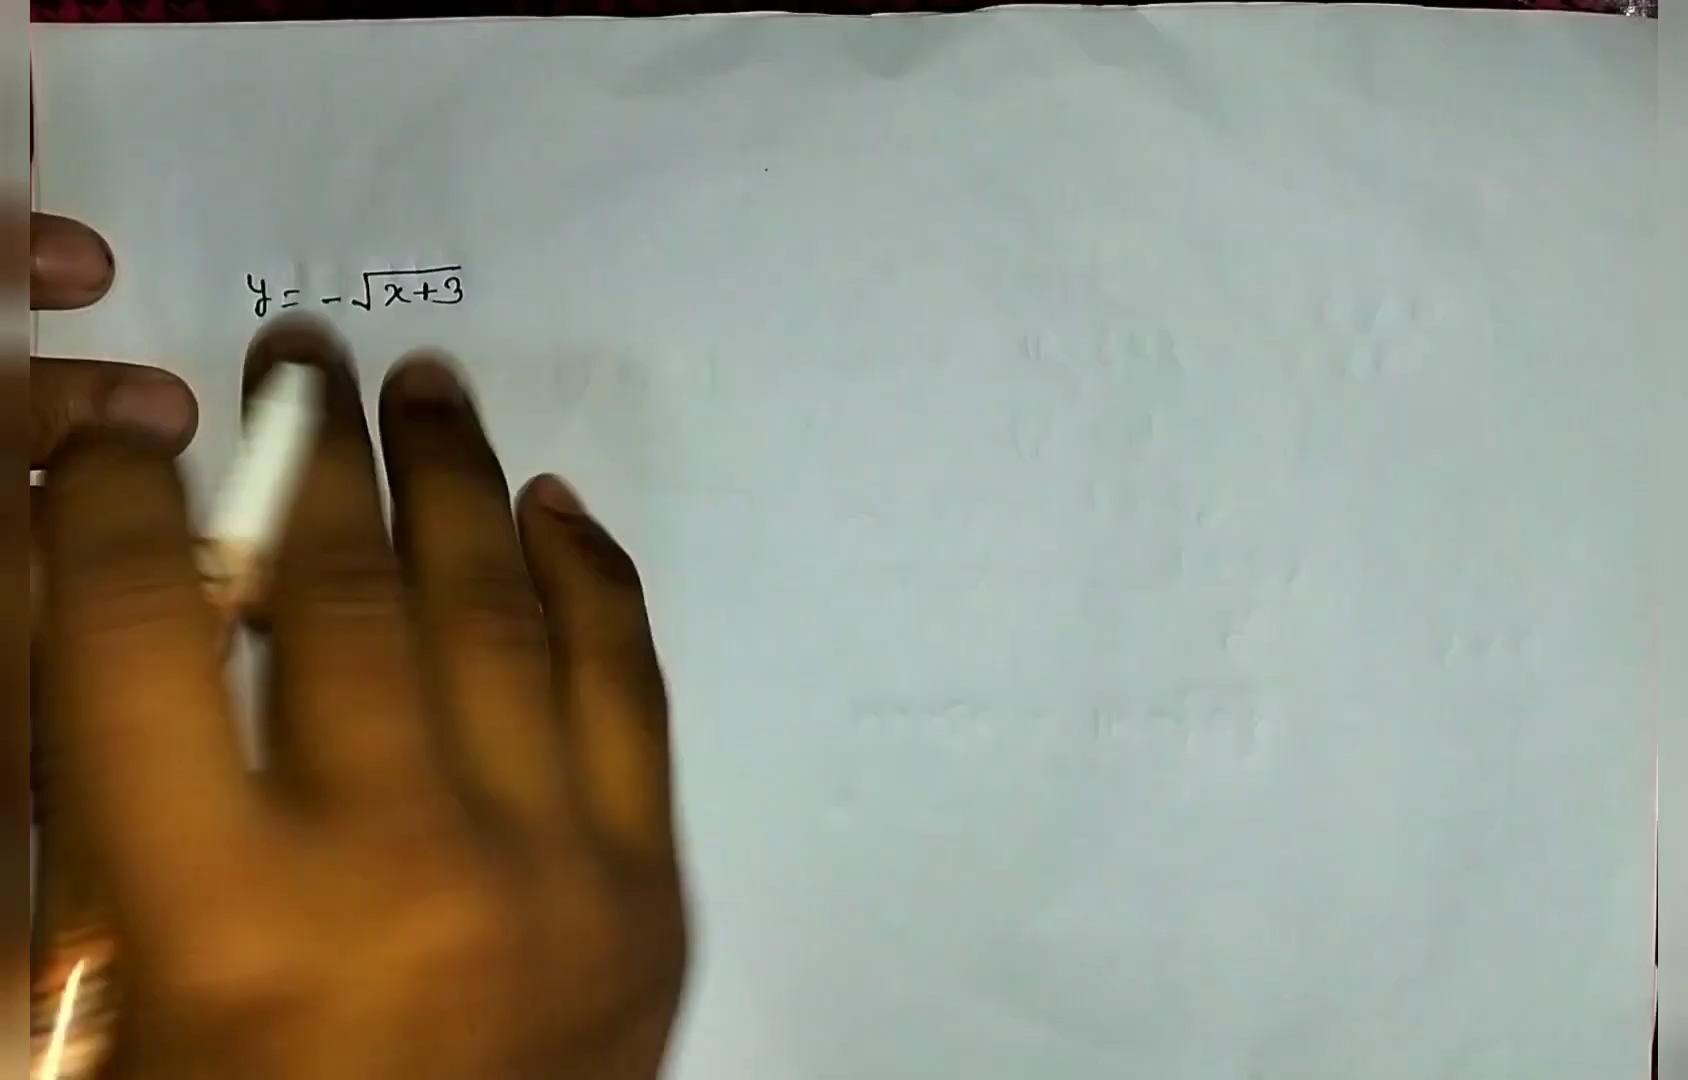 y = -√x+3